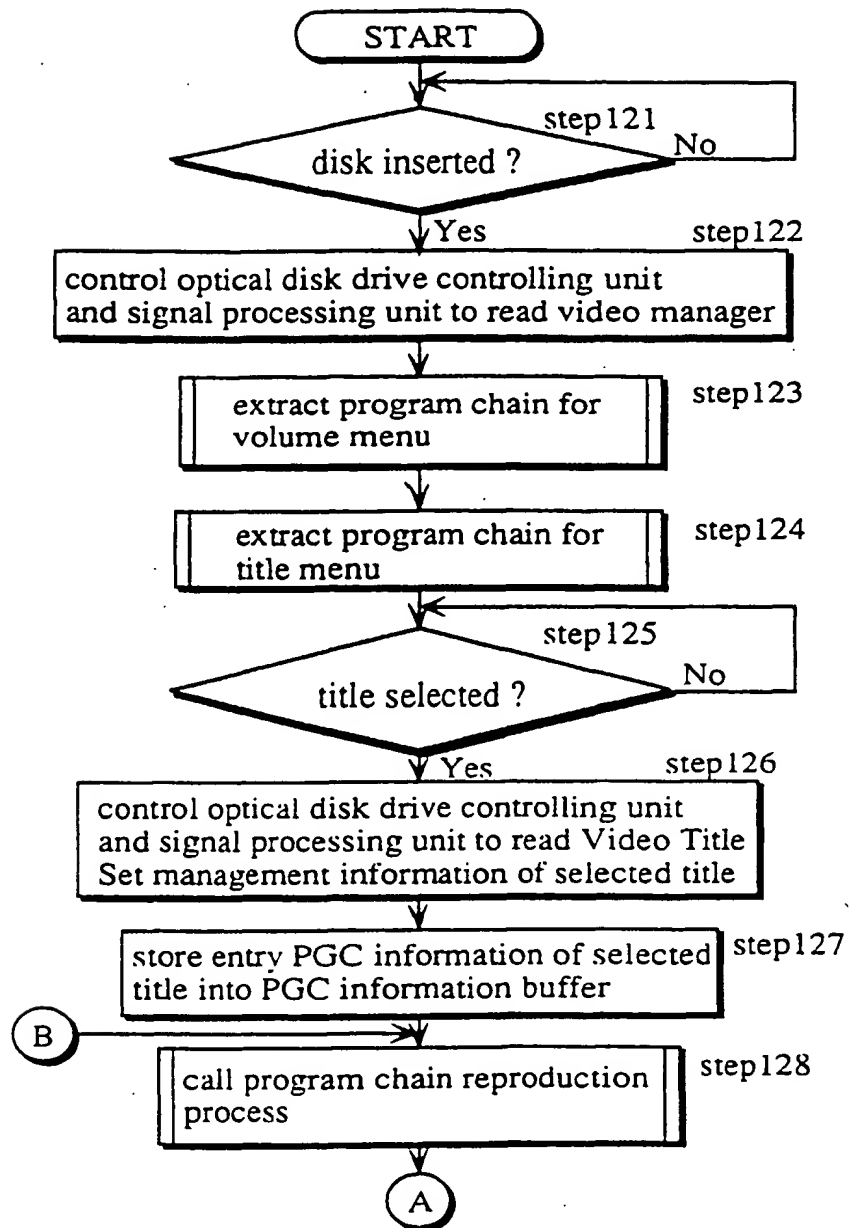 START
step121
No
disk inserted ?
Yes
step122
control optical disk drive controlling unit
and signal processing unit to read video manager
extract program chain for
volume menu
step123
extract program chain for
title menu
step124
step125
No
title selected ?
Yes
step126
control optical disk drive controlling unit
and signal processing unit to read Video Title
Set management information of selected title
store entry PGC information of selected
title into PGC information buffer
step127
B
call program chain reproduction
process
step128
A